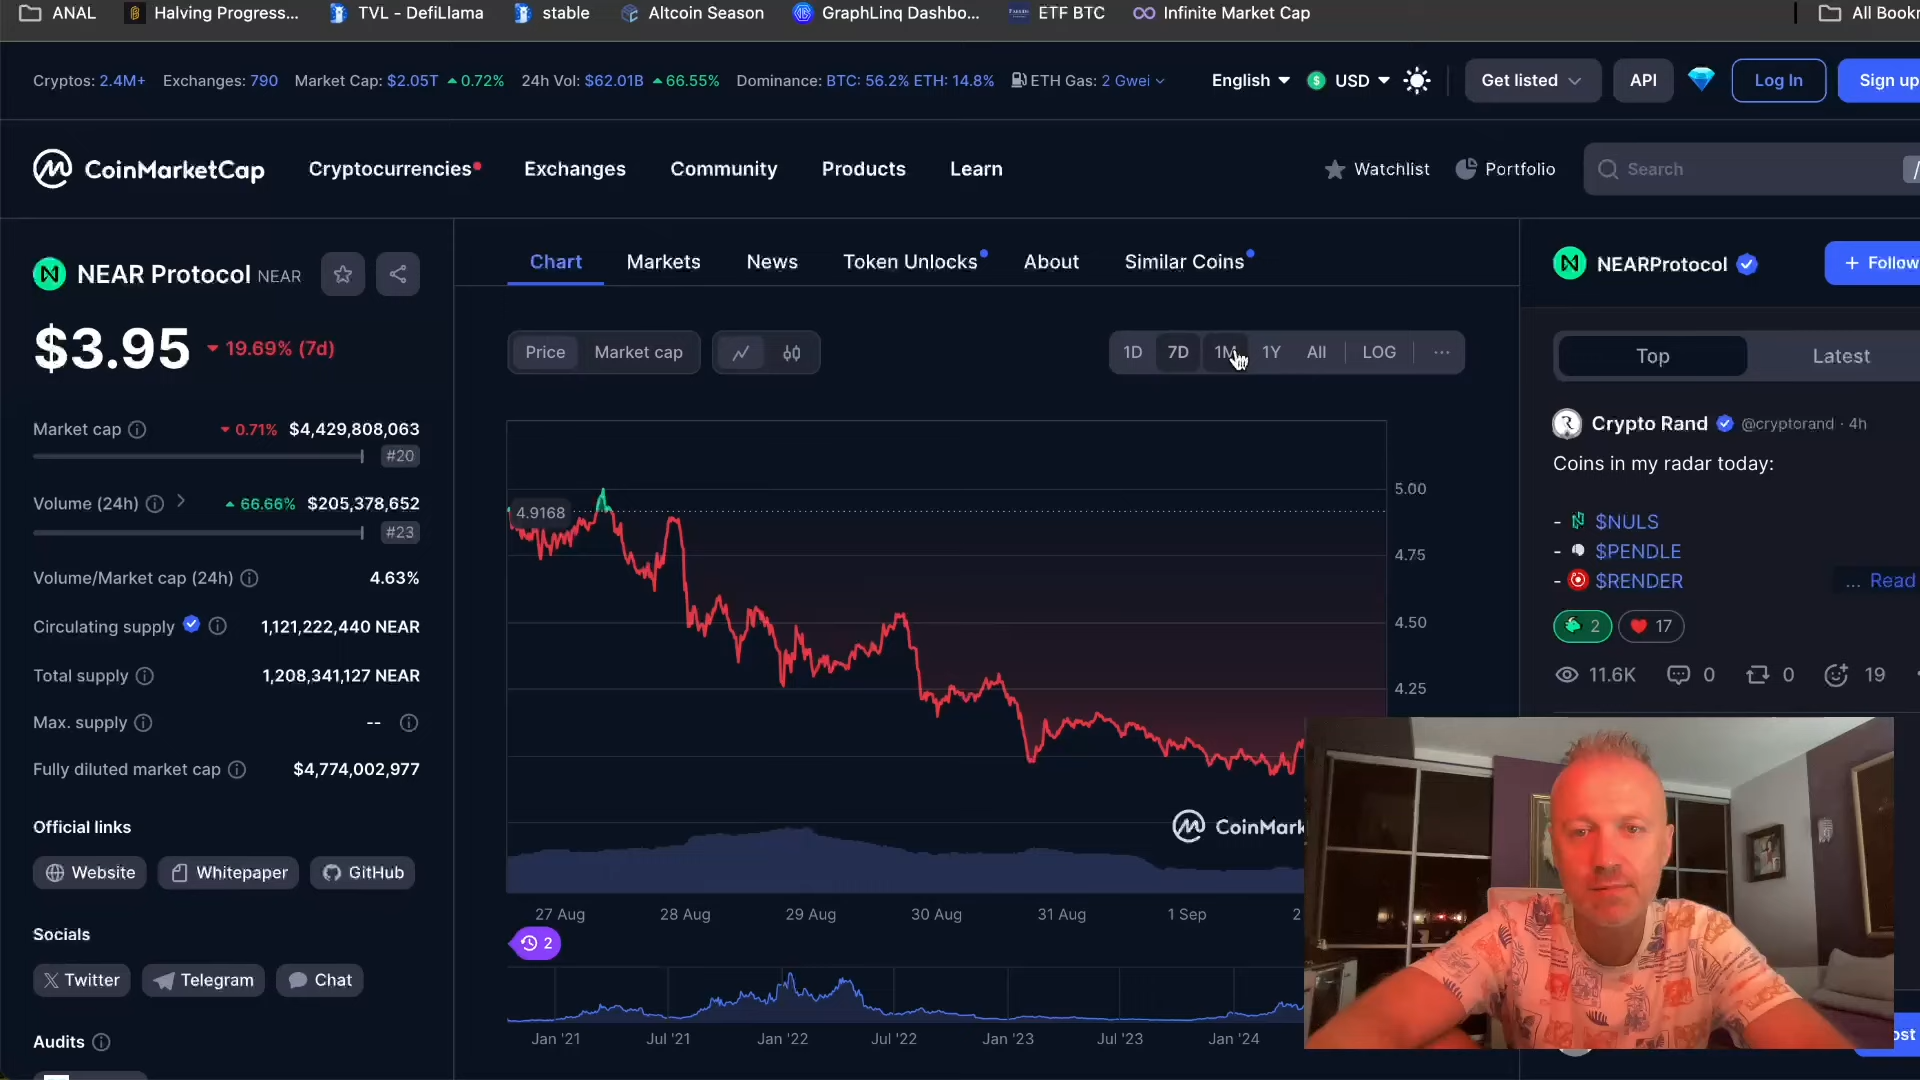 ANAL
Halving Progress...
TVL - DefiLlama
stable
Altcoin Season
GraphLinq Dashbo...
ETF BTC
Infinite Market Cap
Cryptos: 2.4M+ Exchanges: 790 Market Cap: $2.05T 0.72% 24h Vol: $62.01B 66.55% Dominance: BTC: 56.2% ETH: 14.8% ETH Gas: 2 Gwei
English USD Get listed API Log In Sign up
CoinMarketCap Cryptocurrencies Exchanges Community Products Learn Watchlist Portfolio Search /
NEAR Protocol NEAR
$3.95 19.69% (7d)
Market cap 0.71% $4,429,808,063
#20
Volume (24h) 66.66% $205,378,652
#23
Volume/Market cap (24h) 4.63%
Circulating supply 1,121,222,440 NEAR
Total supply 1,208,341,127 NEAR
Max. supply --
Fully diluted market cap $4,774,002,977
Official links
Website Whitepaper GitHub
Socials
Twitter Telegram Chat
Audits
Chart Markets News Token Unlocks About Similar Coins
Price Market cap 1D 7D 1M 1Y All LOG ...
5.00
4.9168
4.75
4.50
4.25
CoinMark
27 Aug 28 Aug 29 Aug 30 Aug 31 Aug 1 Sep 2
2
Jan '21 Jul '21 Jan '22 Jul '22 Jan '23 Jul '23 Jan '24
NEARProtocol + Follow
Top Latest
Crypto Rand @cryptorand · 4h
Coins in my radar today:
- $NULS
- $PENDLE
- $RENDER ... Read
2 17
11.6K 0 0 19